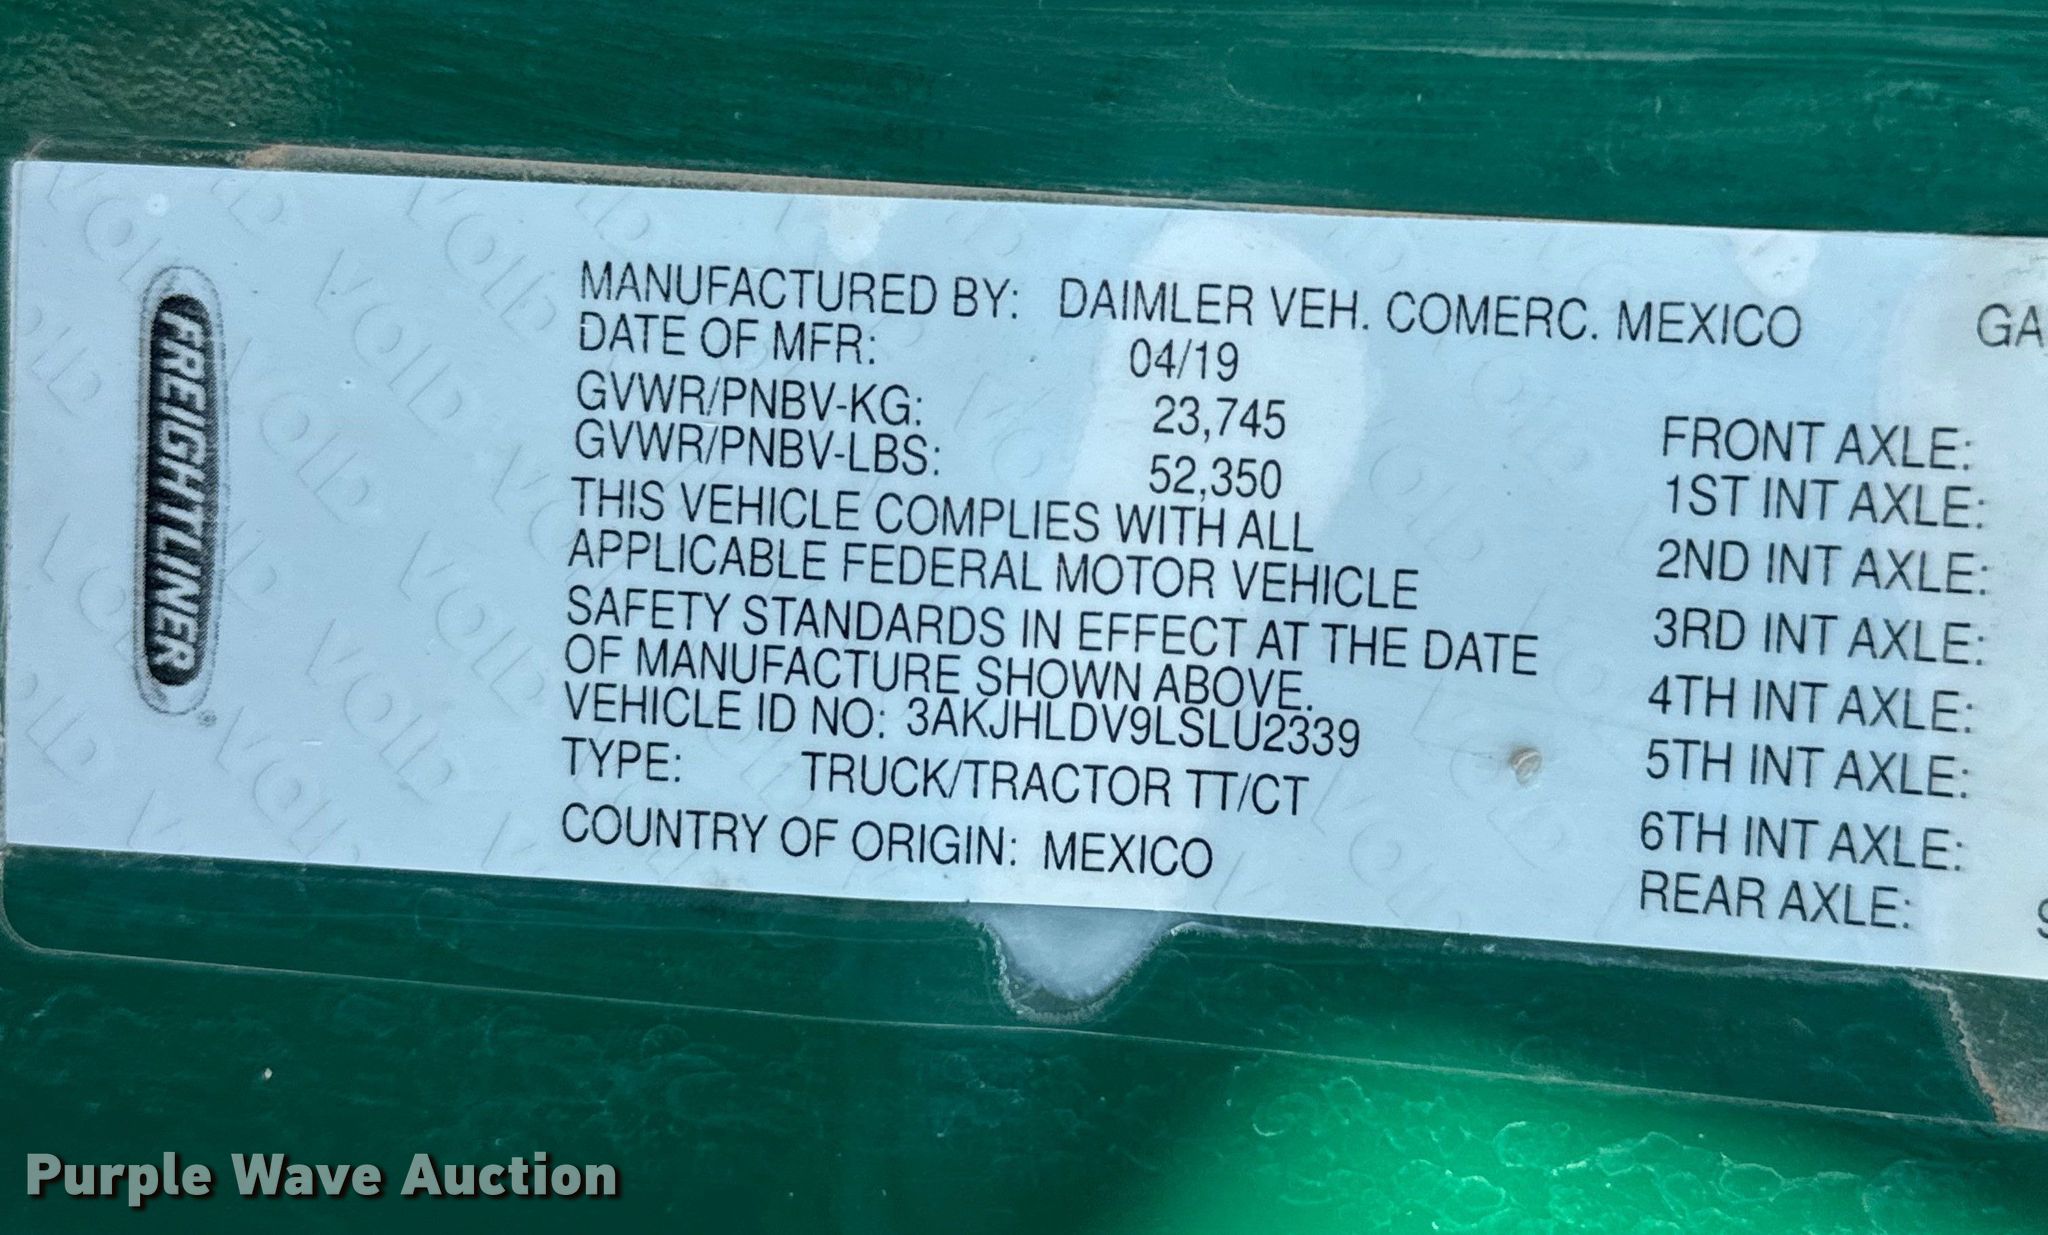 FREIGHTLINER
MANUFACTURED BY: DAIMLER VEH. COMERC. MEXICO
DATE OF MFR: 04/19
GVWR/PNBV-KG: 23,745
GVWR/PNBV-LBS: 52,350
THIS VEHICLE COMPLIES WITH ALL
APPLICABLE FEDERAL MOTOR VEHICLE
SAFETY STANDARDS IN EFFECT AT THE DATE
OF MANUFACTURE SHOWN ABOVE.
VEHICLE ID NO: 3AKJHLDV9LSLU2339
TYPE: TRUCK/TRACTOR TT/CT
COUNTRY OF ORIGIN: MEXICO
GA
FRONT AXLE:
1ST INT AXLE:
2ND INT AXLE:
3RD INT AXLE:
4TH INT AXLE:
5TH INT AXLE:
6TH INT AXLE:
REAR AXLE:
Purple Wave Auction